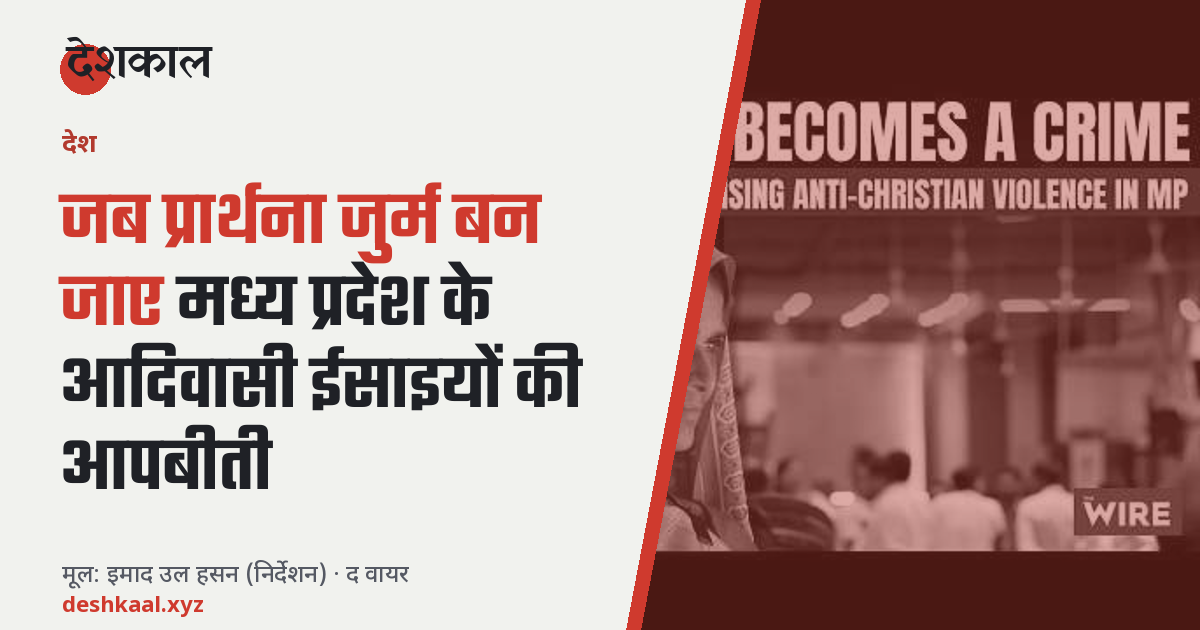 देशकाल
देश
जब प्रार्थना जुर्म बन
जाए मध्य प्रदेश के
आदिवासी ईसाइयों की
आपबीती
मूल: इमाद उल हसन (निर्देशन) · द वायर
deshkaal.xyz
BECOMES A CRIME
ISING ANTI-CHRISTIAN VIOLENCE IN MP
THE
WIRE